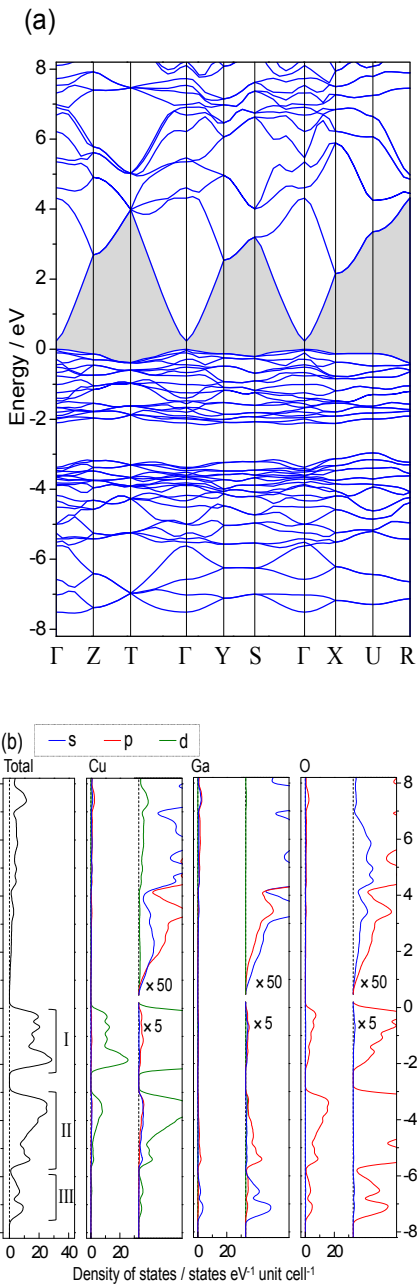 (a)
Energy / eV
8
6
4
2
0
-2
-4
-6
-8
Γ Z T Γ Y S Γ X U R
(b)
s p d
Total Cu Ga O
8
6
4
× 50 × 50 × 50
2
0
× 5 × 5 × 5
I
-2
II
-4
III
-6
-8
0 20 40 0 20 0 20 0 20
Density of states / states eV-1 unit cell-1